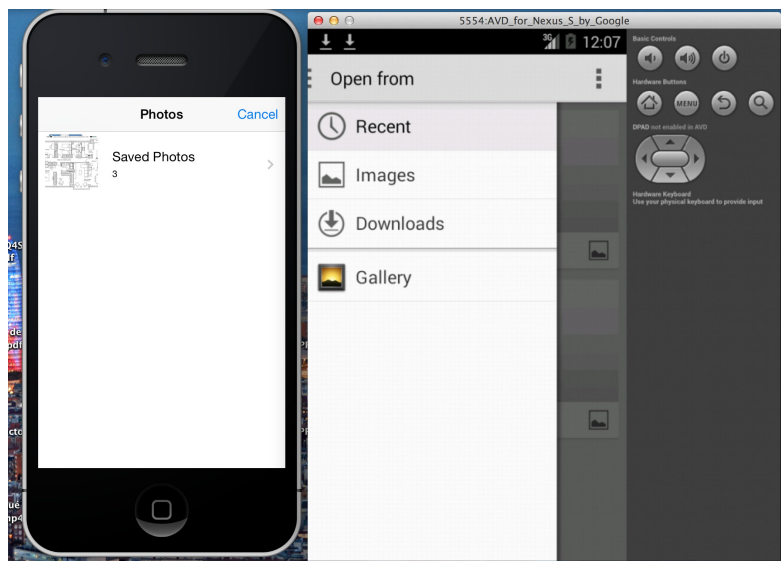 Photos
Cancel
Saved Photos
3
5554:AVD_for_Nexus_S_by_Google
3G
12:07
Open from
Recent
Images
Downloads
Gallery
Basic Controls
Hardware Buttons
MENU
DPAD not enabled in AVD
Hardware Keyboard
Use your physical keyboard to provide input